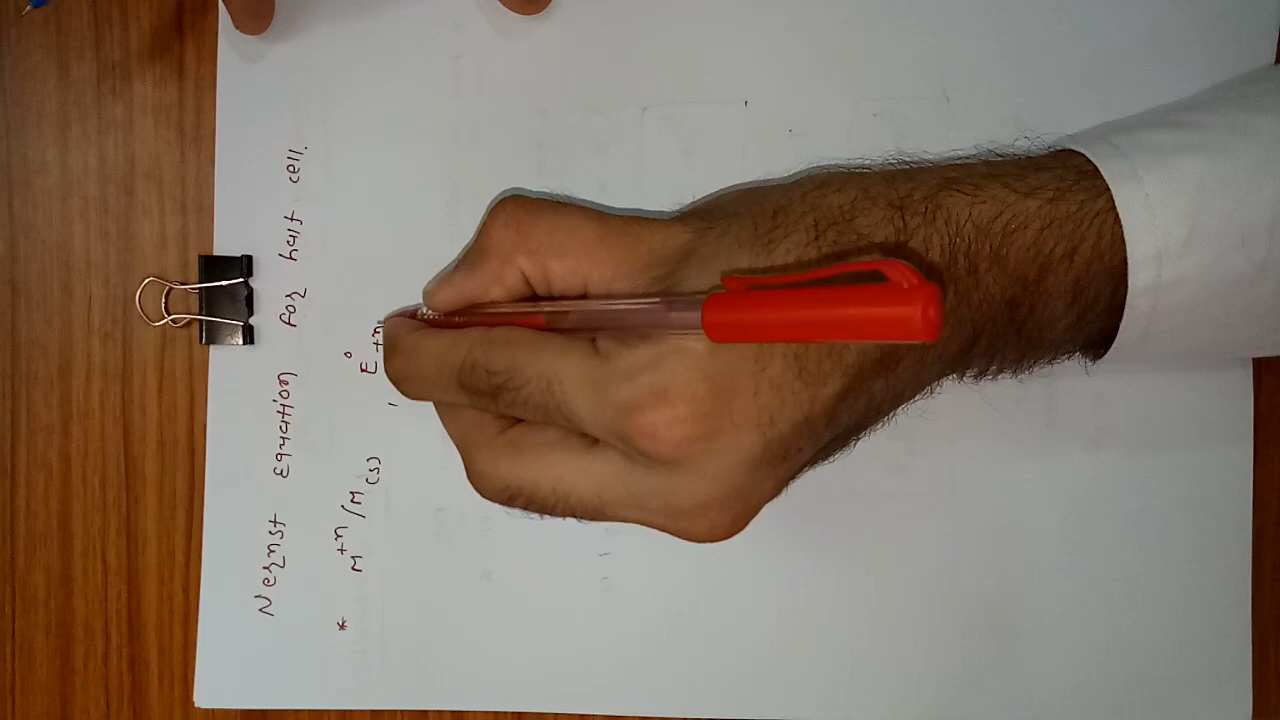 Nernst Equation For half cell.
* M⁺ⁿ/M₍ₛ₎ , E°₊ₙ